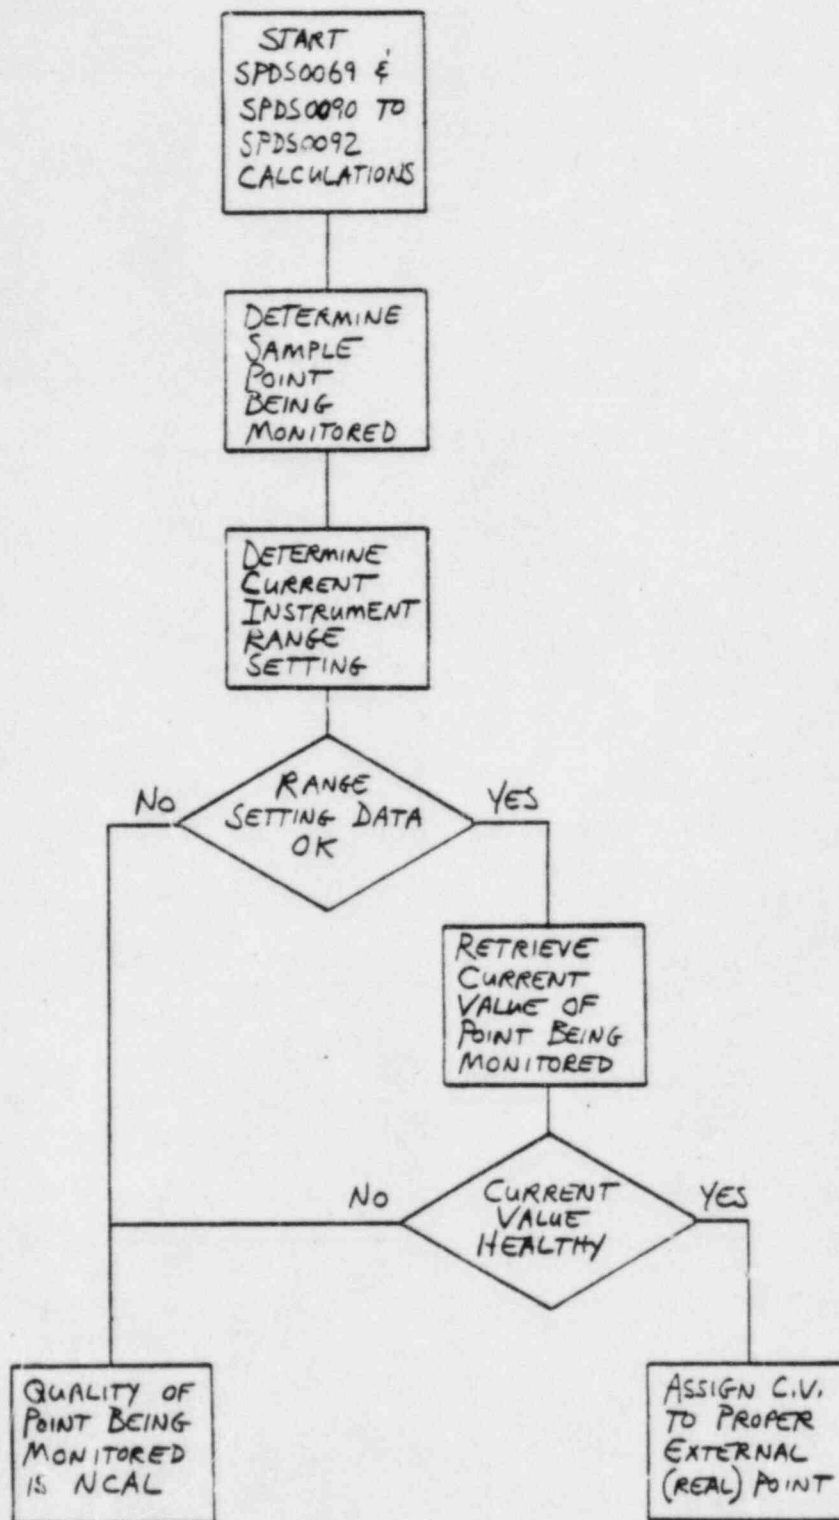 START
SPDS0069 &
SPDS0090 TO
SPDS0092
CALCULATIONS
DETERMINE
SAMPLE
POINT
BEING
MONITORED
DETERMINE
CURRENT
INSTRUMENT
RANGE
SETTING
RANGE
SETTING DATA
OK
NO
YES
RETRIEVE
CURRENT
VALUE OF
POINT BEING
MONITORED
CURRENT
VALUE
HEALTHY
NO
YES
QUALITY OF
POINT BEING
MONITORED
IS NCAL
ASSIGN C.V.
TO PROPER
EXTERNAL
(REAL) POINT